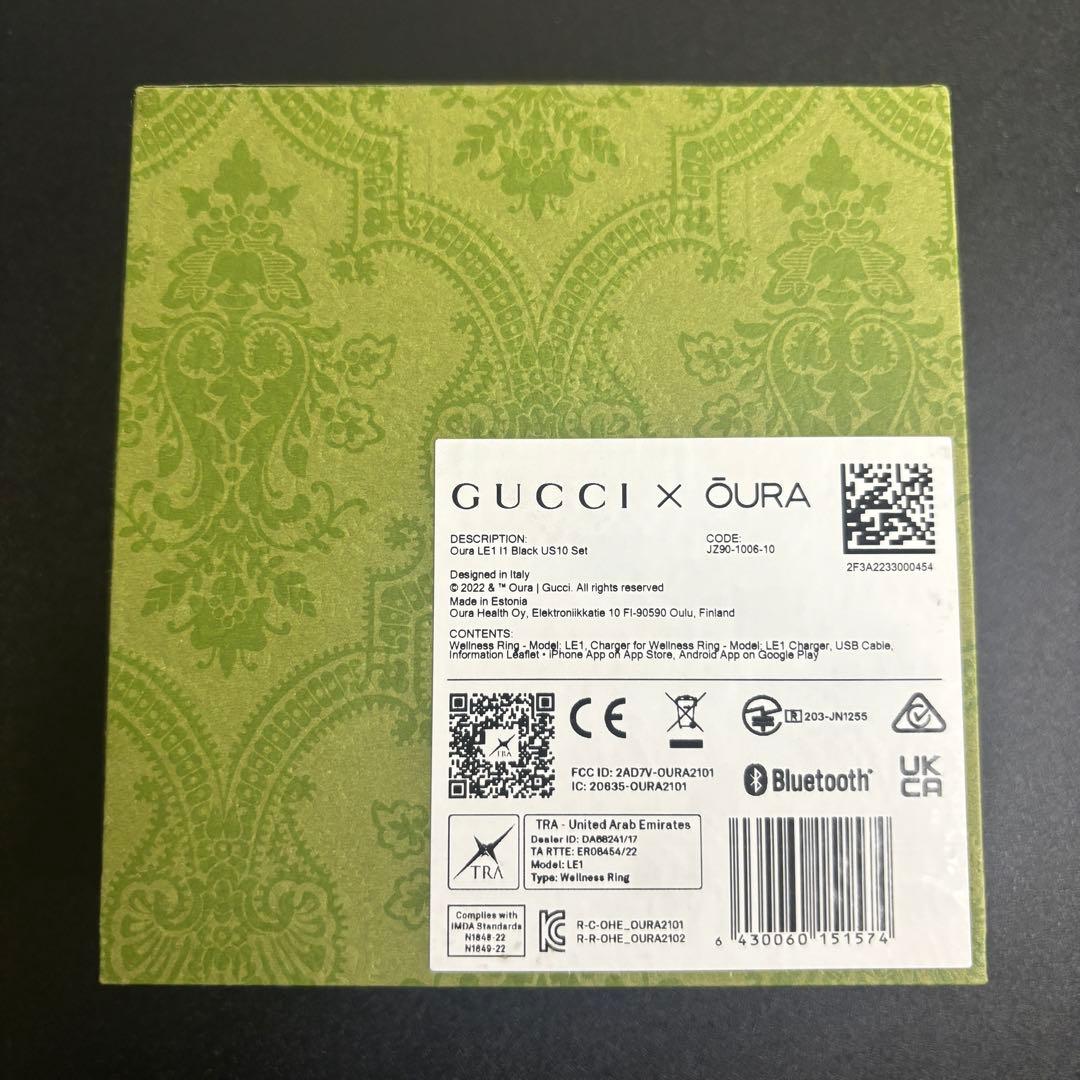 GUCCI X ŌURA
DESCRIPTION:
Oura LE1 I1 Black US10 Set
CODE:
JZ90-1006-10
2F3A2233000454
Designed in Italy
© 2022 & ™ Oura | Gucci. All rights reserved
Made in Estonia
Oura Health Oy, Elektroniikkatie 10 FI-90590 Oulu, Finland
CONTENTS:
Wellness Ring - Model: LE1, Charger for Wellness Ring - Model: LE1 Charger, USB Cable,
Information Leaflet • iPhone App on App Store, Android App on Google Play
TRA
CE
R 203-JN1255
FCC ID: 2AD7V-OURA2101
IC: 20635-OURA2101
Bluetooth®
UK
CA
TRA
TRA - United Arab Emirates
Dealer ID: DA68241/17
TA RTTE: ER08454/22
Model: LE1
Type: Wellness Ring
Complies with
IMDA Standards
N1848-22
N1849-22
R-C-OHE_OURA2101
R-R-OHE_OURA2102
6 430060 151574